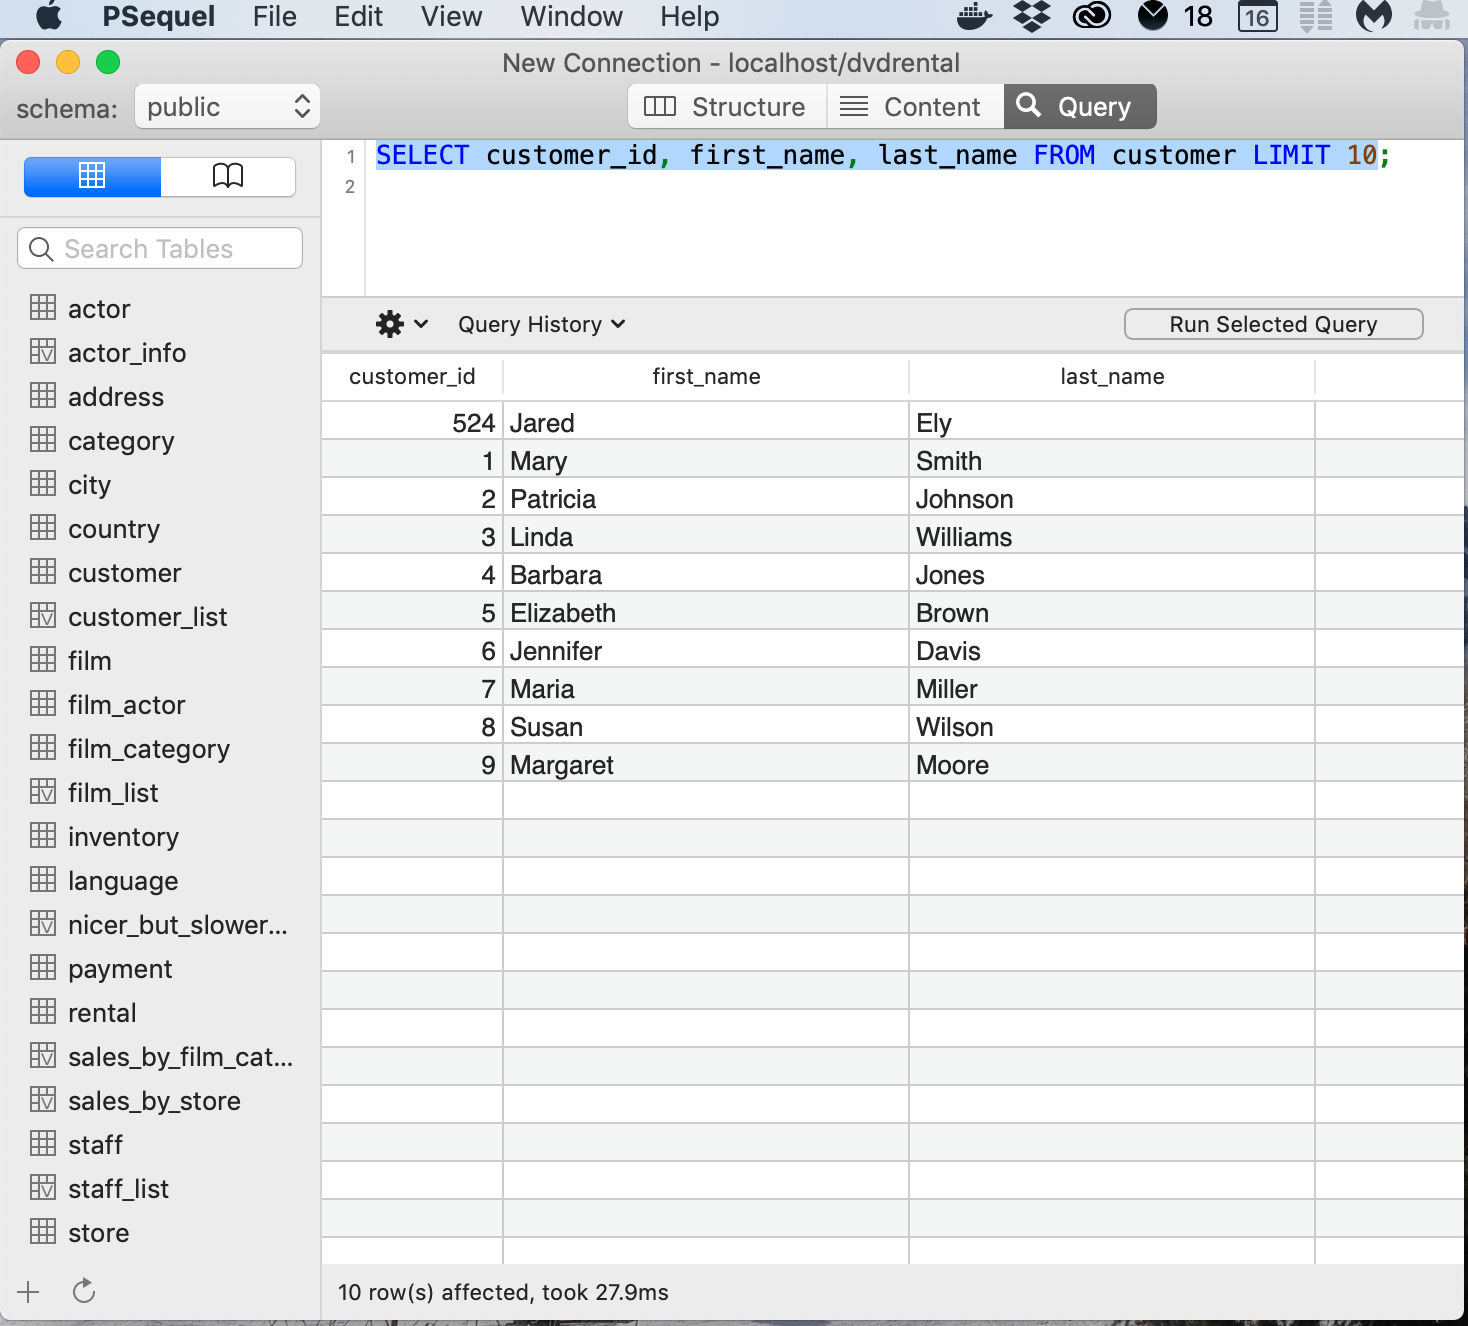 PSequel File Edit View Window Help 18 16
New Connection - localhost/dvdrental
schema: public Structure Content Query
1 SELECT customer_id, first_name, last_name FROM customer LIMIT 10;
2
Search Tables
actor
actor_info
address
category
city
country
customer
customer_list
film
film_actor
film_category
film_list
inventory
language
nicer_but_slower...
payment
rental
sales_by_film_cat...
sales_by_store
staff
staff_list
store
Query History Run Selected Query
customer_id first_name last_name
524 Jared Ely
1 Mary Smith
2 Patricia Johnson
3 Linda Williams
4 Barbara Jones
5 Elizabeth Brown
6 Jennifer Davis
7 Maria Miller
8 Susan Wilson
9 Margaret Moore
10 row(s) affected, took 27.9ms